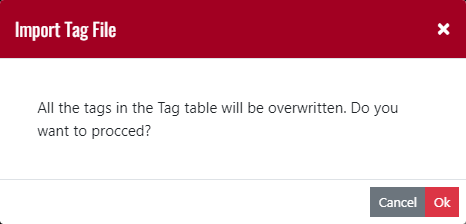 Import Tag File
All the tags in the Tag table will be overwritten. Do you
want to procced?
Cancel Ok